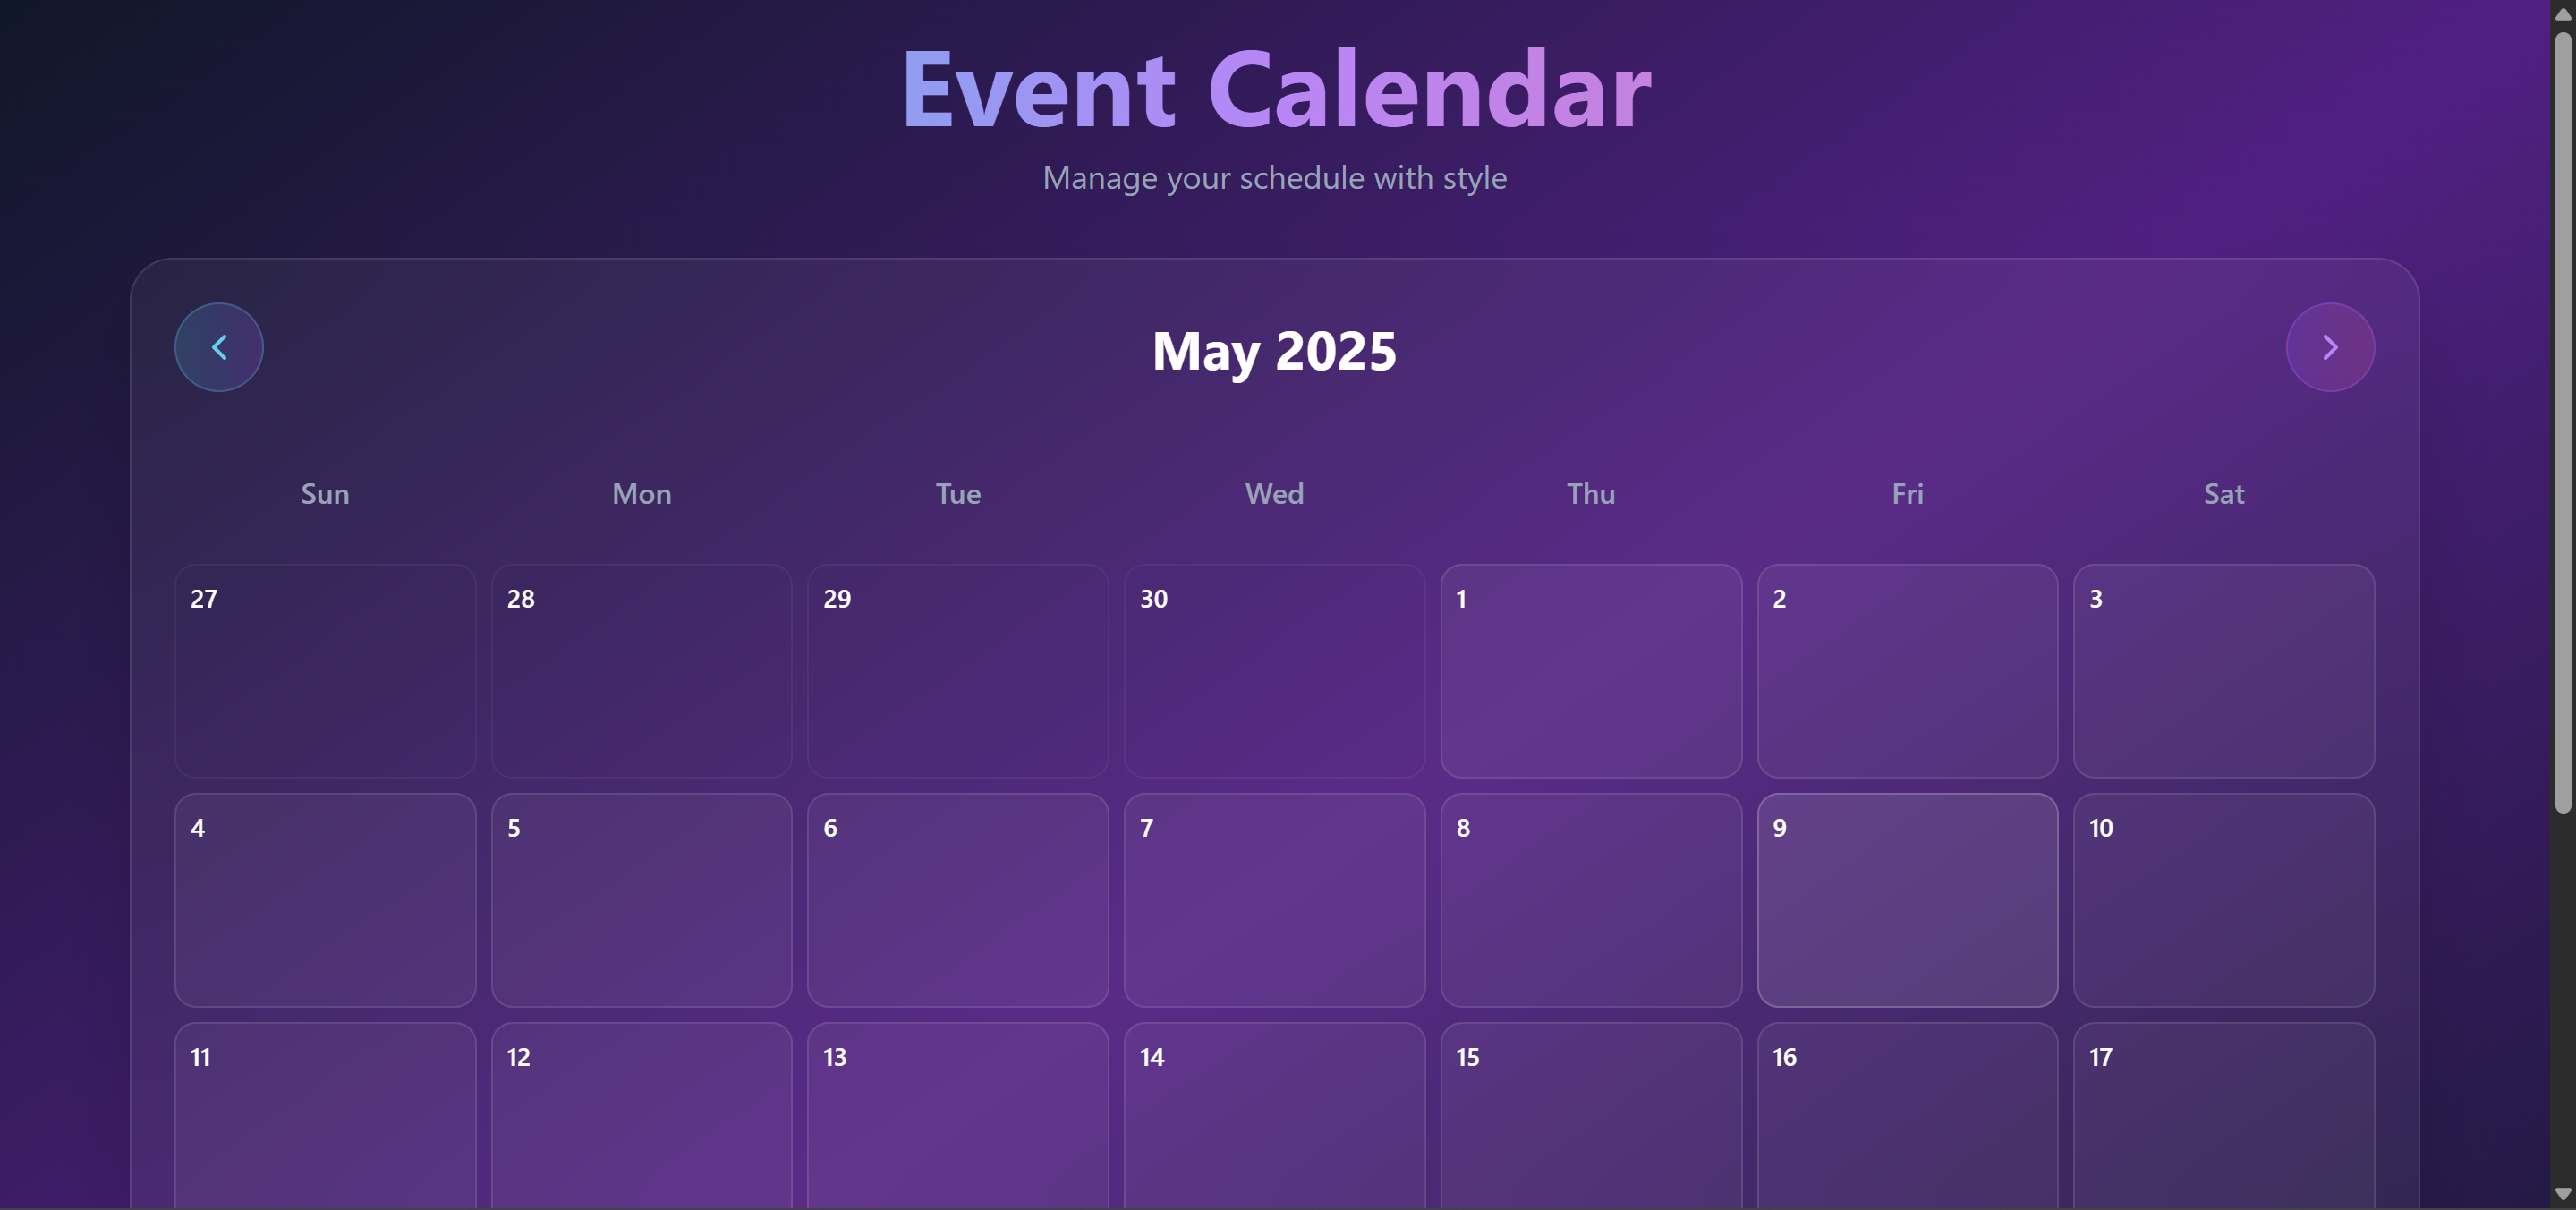 Event Calendar
Manage your schedule with style
May 2025
Sun Mon Tue Wed Thu Fri Sat
27 28 29 30 1 2 3
4 5 6 7 8 9 10
11 12 13 14 15 16 17